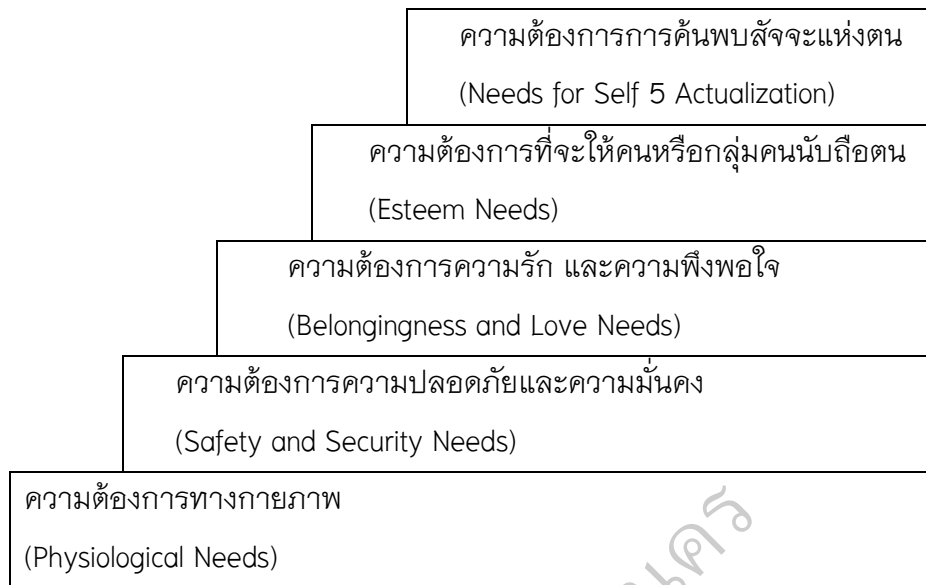 ความต้องการการค้นพบสัจจะแห่งตน
(Needs for Self 5 Actualization)
ความต้องการที่จะให้คนหรือกลุ่มคนนับถือตน
(Esteem Needs)
ความต้องการความรัก และความพึงพอใจ
(Belongingness and Love Needs)
ความต้องการความปลอดภัยและความมั่นคง
(Safety and Security Needs)
ความต้องการทางกายภาพ
(Physiological Needs)